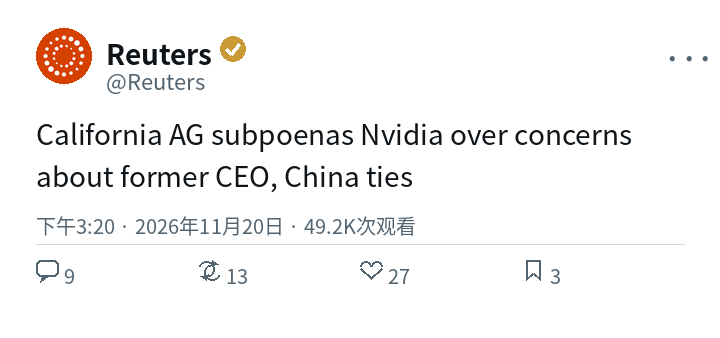 Reuters
@Reuters
California AG subpoenas Nvidia over concerns
about former CEO, China ties
下午3:20 · 2026年11月20日 · 49.2K次观看
9 13 27 3